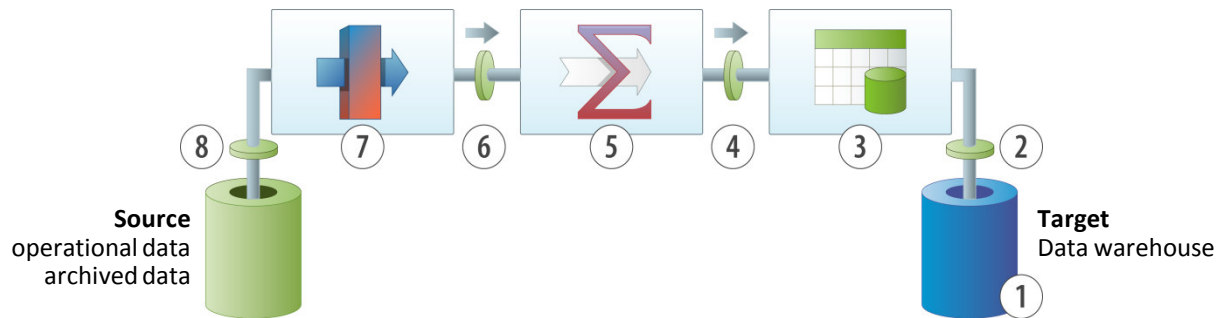 7
6
5
4
3
8
2
Source
operational data
archived data
Target
Data warehouse
1
Σ